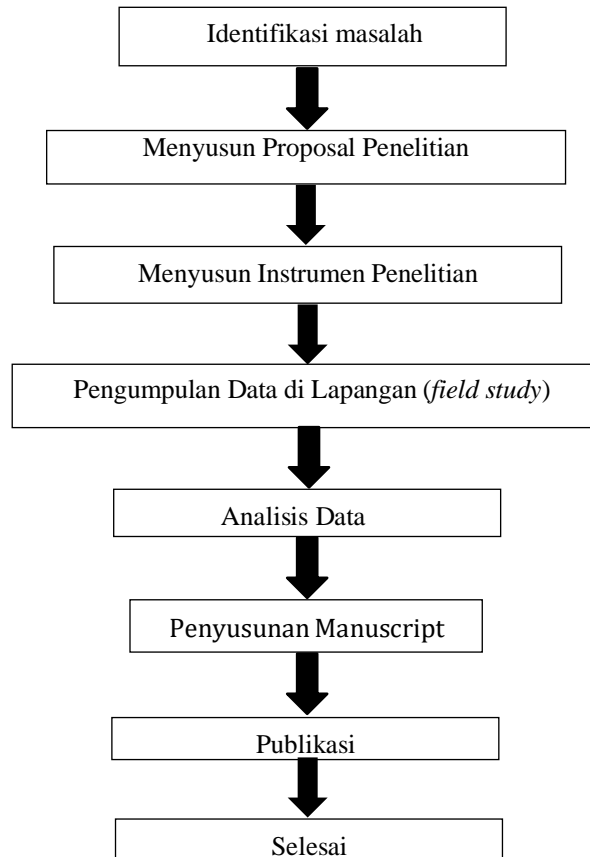 Identifikasi masalah
Menyusun Proposal Penelitian
Menyusun Instrumen Penelitian
Pengumpulan Data di Lapangan (field study)
Analisis Data
Penyusunan Manuscript
Publikasi
Selesai